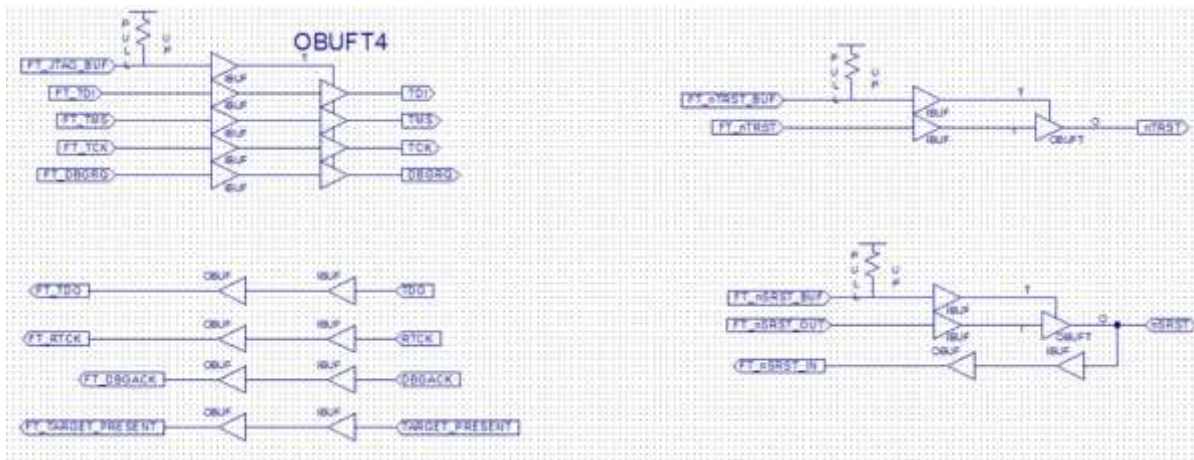 PULL UP
OBUFT4
FT_JTAG_BUF
T
IBUF
FT_TDI
TDI
IBUF
FT_TMS
TMS
IBUF
FT_TCK
TCK
IBUF
FT_DBGRQ
DBGRQ
IBUF
PULL UP
FT_nTRST_BUF
T
IBUF
FT_nTRST
I
O
nTRST
IBUF
OBUFT
OBUF
IBUF
FT_TDO
TDO
OBUF
IBUF
FT_RTCK
RTCK
OBUF
IBUF
FT_DBGACK
DBGACK
OBUF
IBUF
FT_TARGET_PRESENT
TARGET_PRESENT
PULL UP
FT_nSRST_BUF
T
IBUF
FT_nSRST_OUT
I
O
nSRST
IBUF
OBUFT
OBUF
IBUF
FT_nSRST_IN